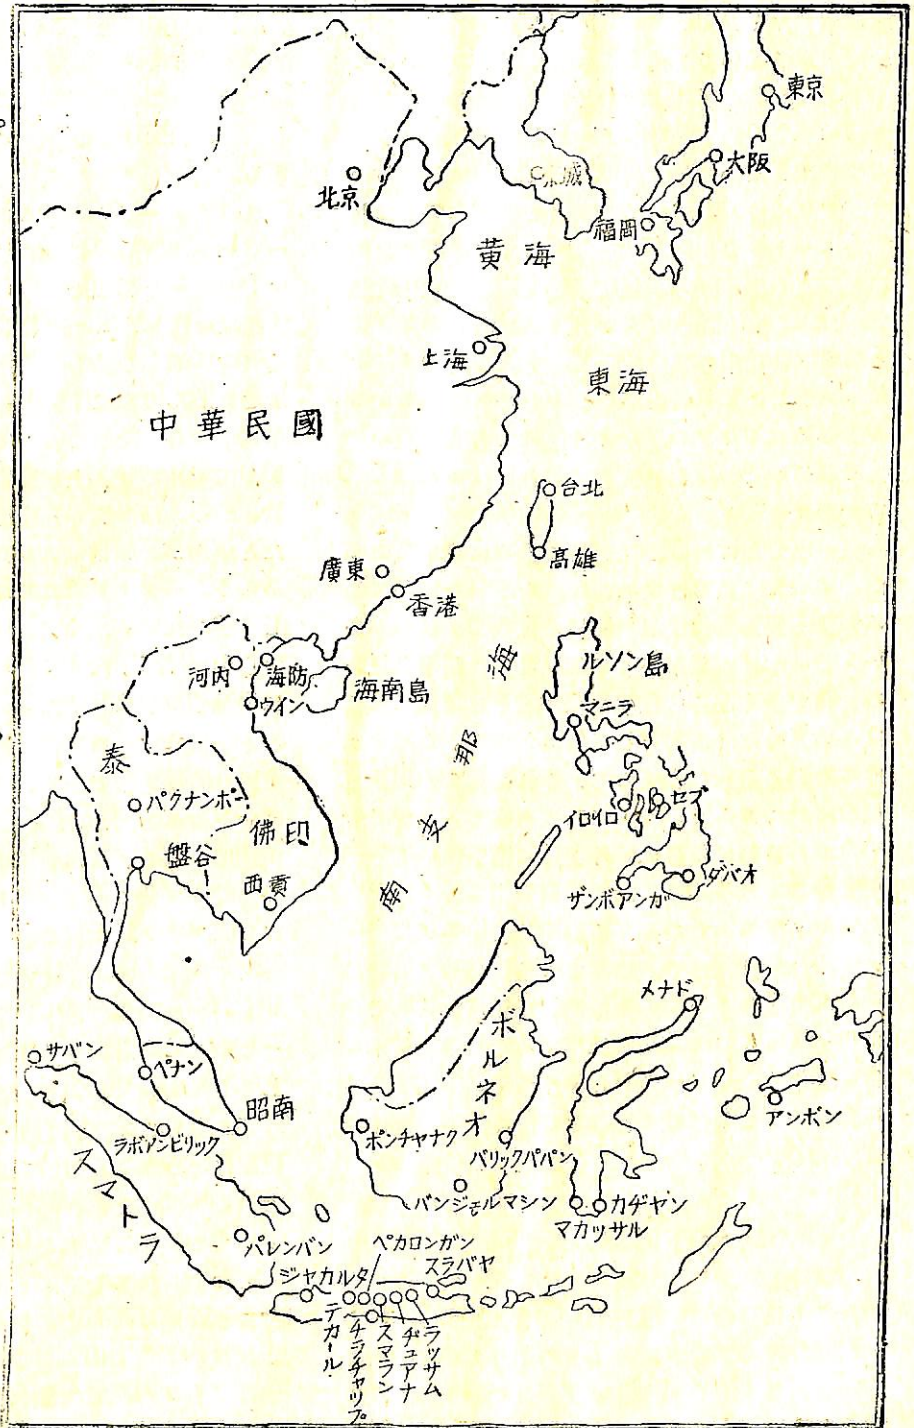 東京
大阪
城
福岡
北京
黄海
上海
東海
中華民國
台北
高雄
廣東
香港
河内
海防
海南島
ウイン
南支那海
ルソン島
マニラ
泰
パクナンポー
佛印
盤谷
西貢
イロイロ
セブ
ダバオ
ザンボアンガ
メナド
ボルネオ
サバン
ペナン
昭南
ラボアンビリック
スマトラ
ポンチャナク
バリックパパン
アンボン
バンジェルマシン
カヂヤン
マカッサル
パレンバン
ペカロンガン
スラバヤ
ジャカルタ
テガール
チラチャップ
スマラン
ヂュアナ
ラッサム